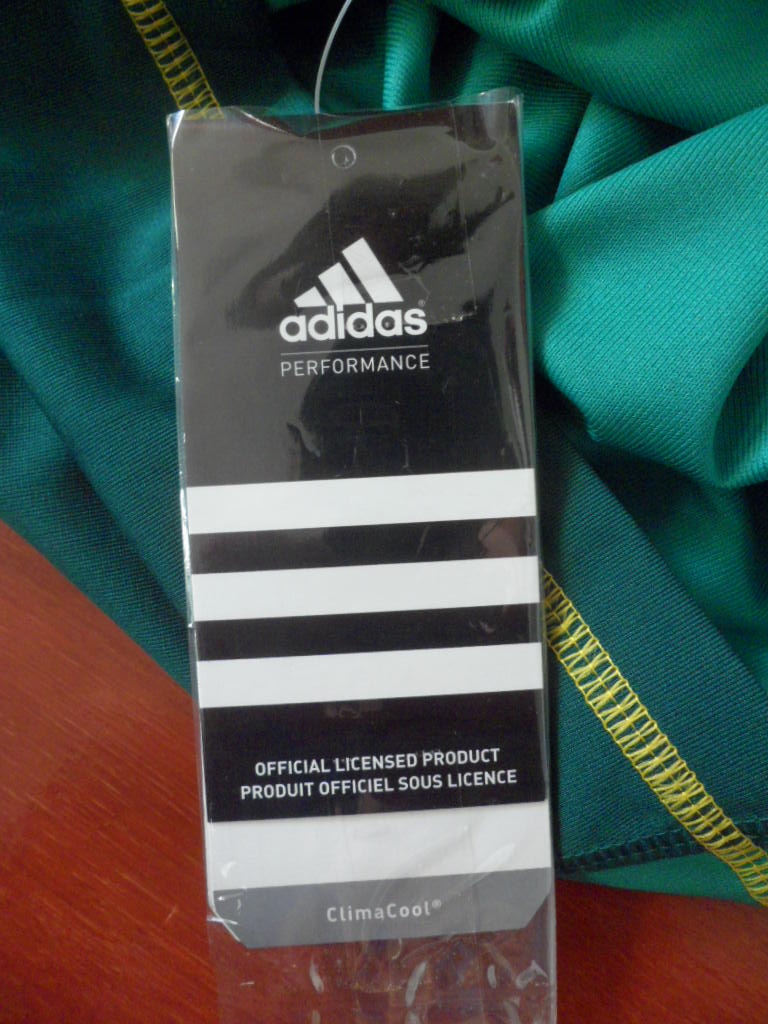 adidas®
PERFORMANCE
OFFICIAL LICENSED PRODUCT
PRODUIT OFFICIEL SOUS LICENCE
ClimaCool®